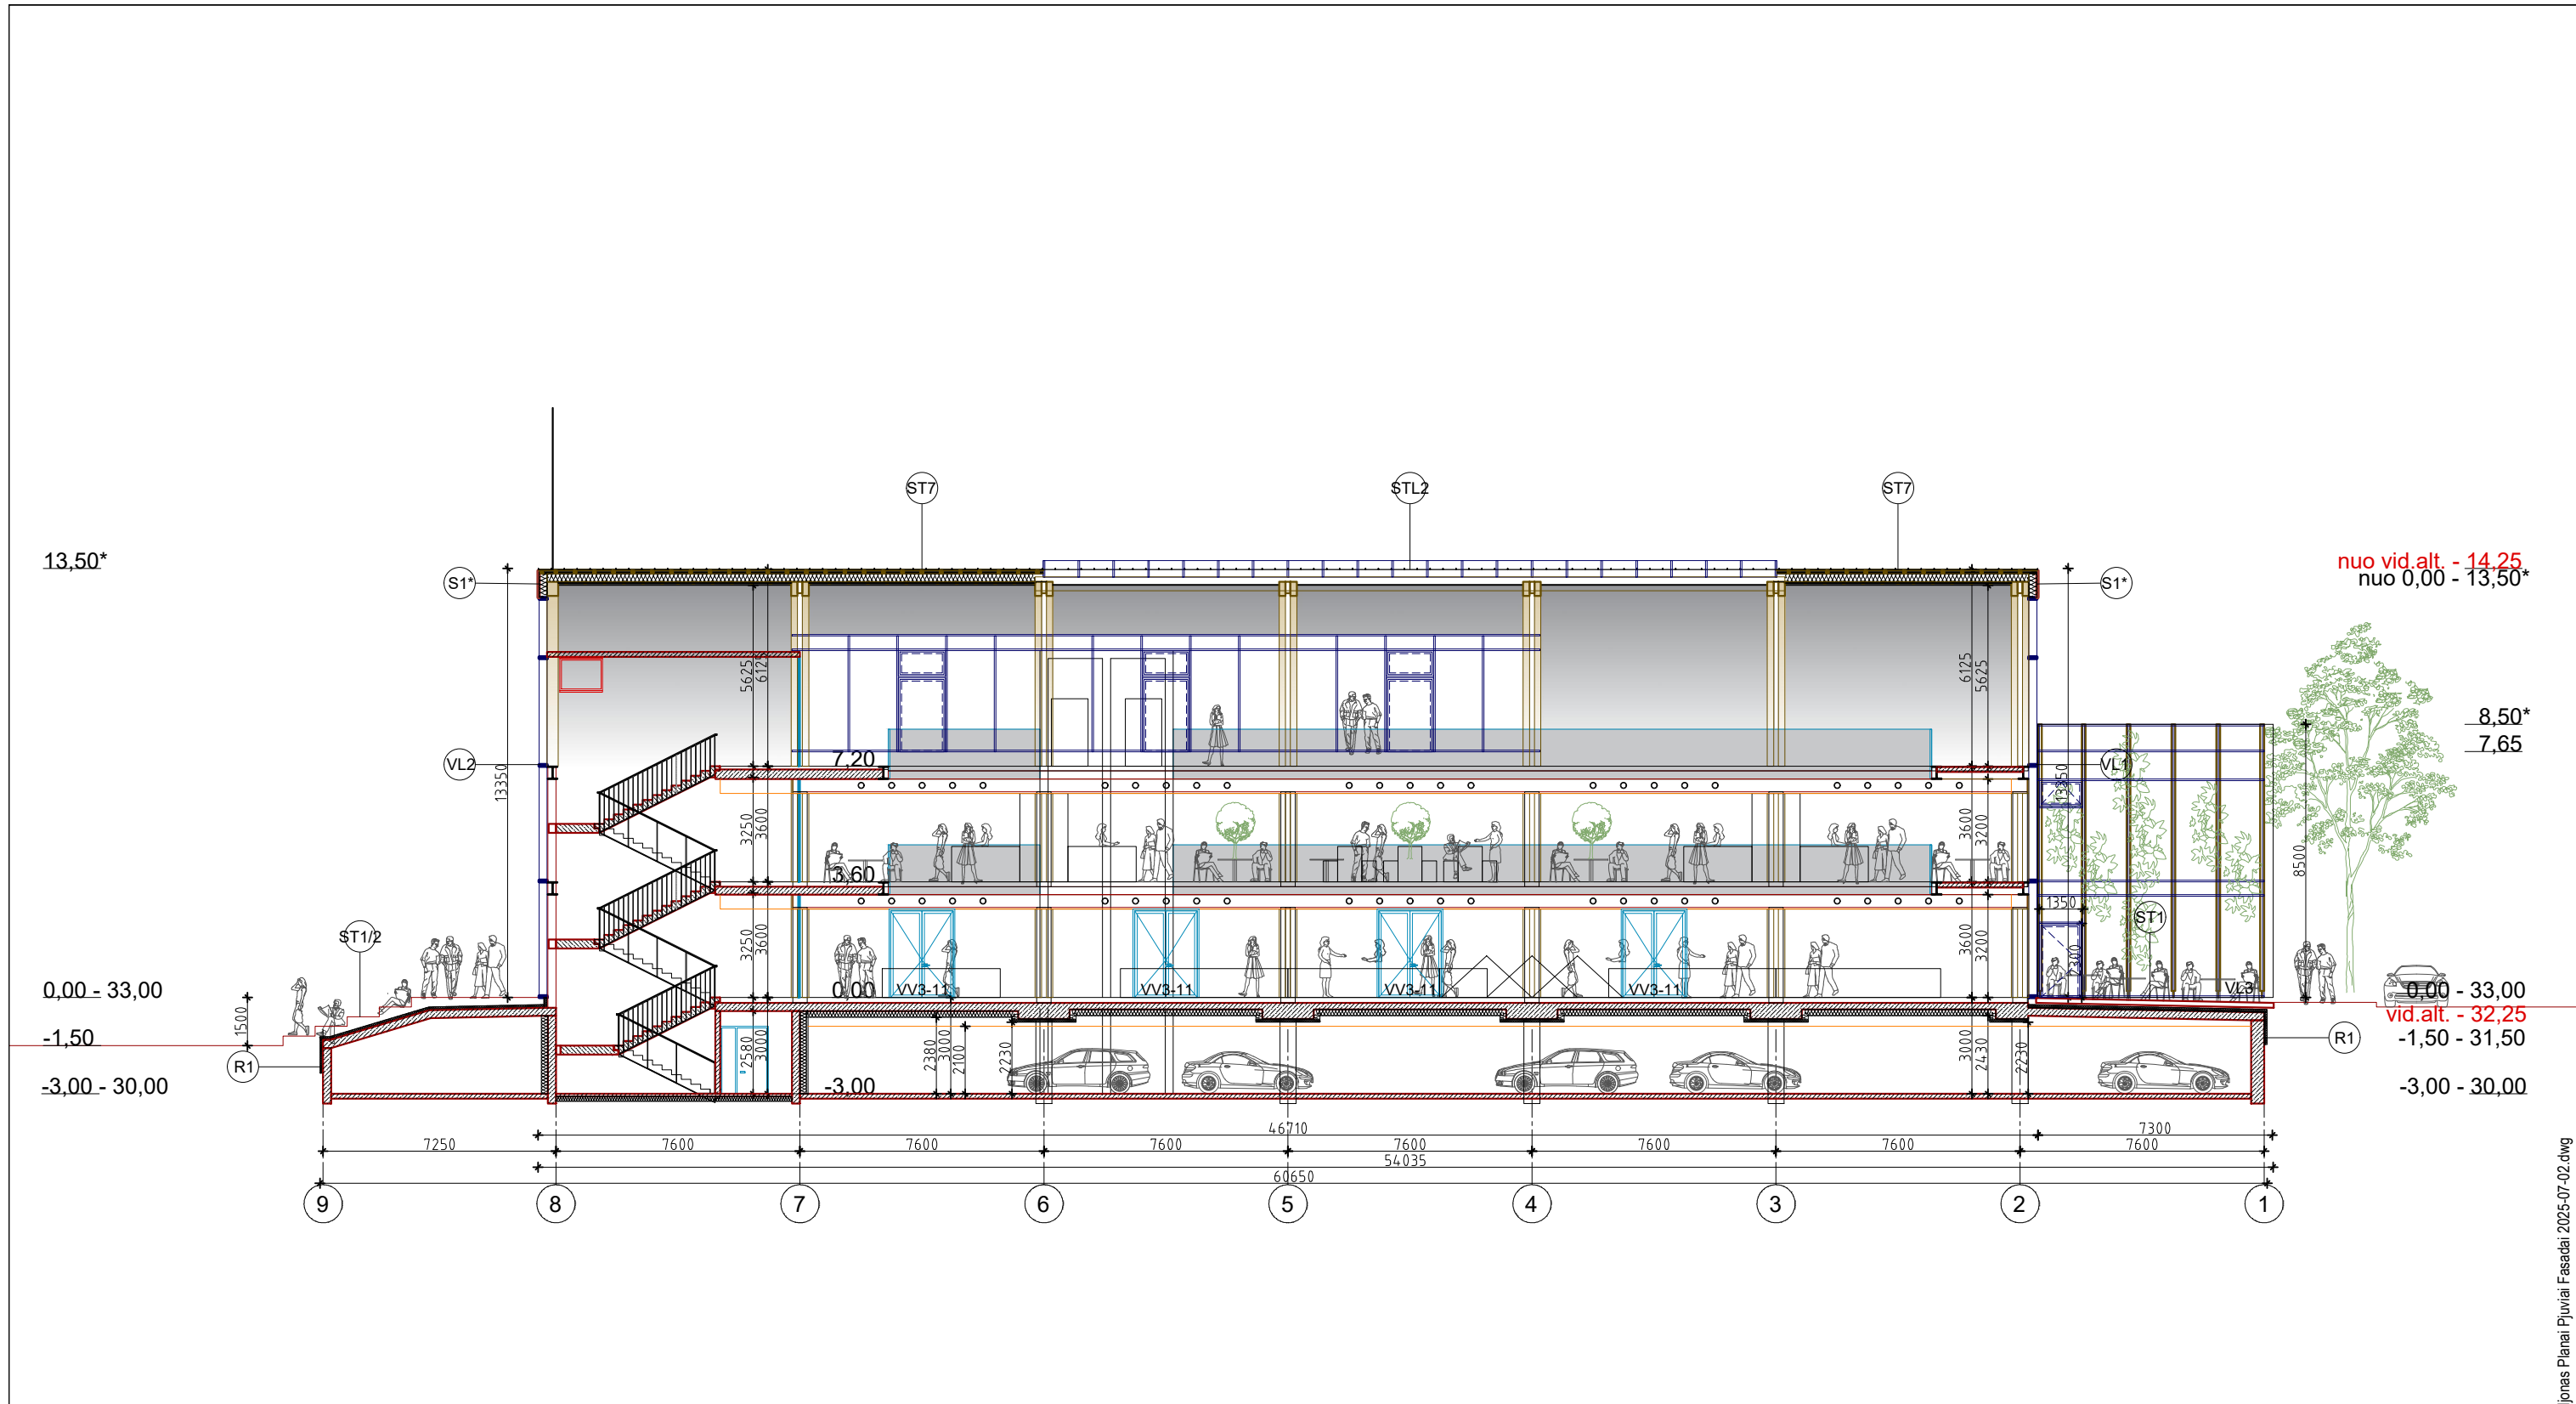 ST7
STL2
ST7
13,50*
nuo vid.alt. - 14,25
nuo 0,00 - 13,50*
S1*
S1*
5625
6125
6125
5625
8,50*
7,65
7,20
VL2
VL1
13350
13350
3250
3600
3600
3200
8500
3,60
1350
ST1
ST1/2
3250
3600
3600
3200
2300
0,00 - 33,00
0,00
VV3-11
VV3-11
VV3-11
VV3-11
VL3
0,00 - 33,00
vid.alt. - 32,25
1500
-1,50
-1,50 - 31,50
R1
R1
2580
3000
2380
3000
2100
2230
3000
2430
2230
-3,00 - 30,00
-3,00
-3,00 - 30,00
46710
7300
7250
7600
7600
7600
7600
7600
7600
7600
54035
60650
9
8
7
6
5
4
3
2
1
jonas Planai Pjuviai Fasadai 2025-07-02.dwg